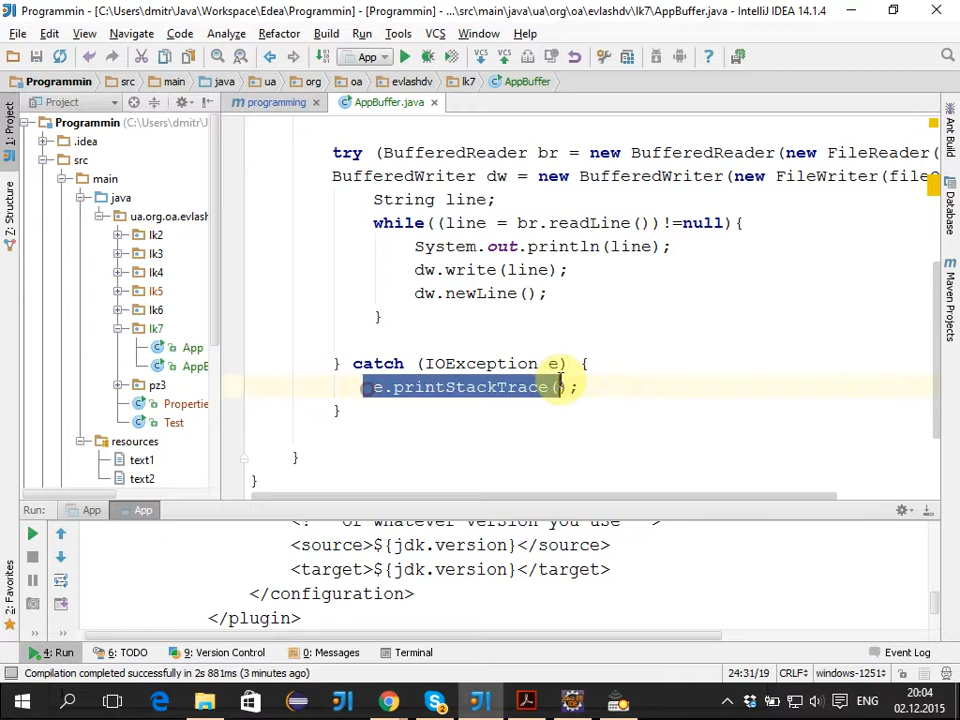 Programmin - [C:\Users\dmitr\Java\Workspace\Edea\Programmin] - [Programmin] - ...\src\main\java\ua\org\oa\evlashdv\lk7\AppBuffer.java - IntelliJ IDEA 14.1.4
File Edit View Navigate Code Analyze Refactor Build Run Tools VCS Window Help
App
Programmin src main java ua org oa evlashdv lk7 AppBuffer
Project programming AppBuffer.java
Programmin (C:\Users\dmitr\
.idea
src
main
java
ua.org.oa.evlash
lk2
lk3
lk4
lk5
lk6
lk7
App
AppB
pz3
Propertie
Test
resources
text1
text2
1: Project
7: Structure
2: Favorites
Ant Build
Database
Maven Projects
try (BufferedReader br = new BufferedReader(new FileReader(
BufferedWriter dw = new BufferedWriter(new FileWriter(fileO
String line;
while((line = br.readLine())!=null){
System.out.println(line);
dw.write(line);
dw.newLine();
}
} catch (IOException e) {
e.printStackTrace();
}
}
}
Run: App App
<source>${jdk.version}</source>
<target>${jdk.version}</target>
</configuration>
</plugin>
4: Run 6: TODO 9: Version Control 0: Messages Terminal Event Log
Compilation completed successfully in 2s 881ms (3 minutes ago) 24:31/19 CRLF windows-1251
ENG
20:04
02.12.2015